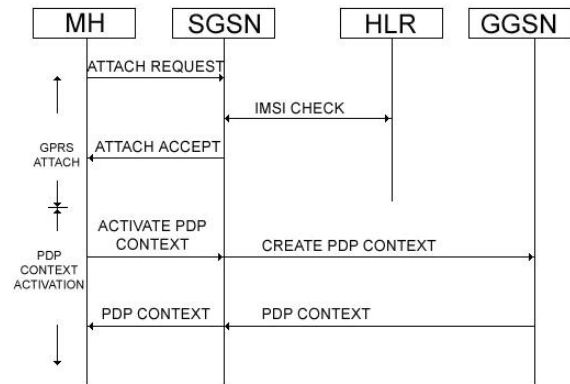 MH
SGSN
HLR
GGSN
ATTACH REQUEST
IMSI CHECK
ATTACH ACCEPT
GPRS
ATTACH
ACTIVATE PDP
CONTEXT
CREATE PDP CONTEXT
PDP
CONTEXT
ACTIVATION
PDP CONTEXT
PDP CONTEXT